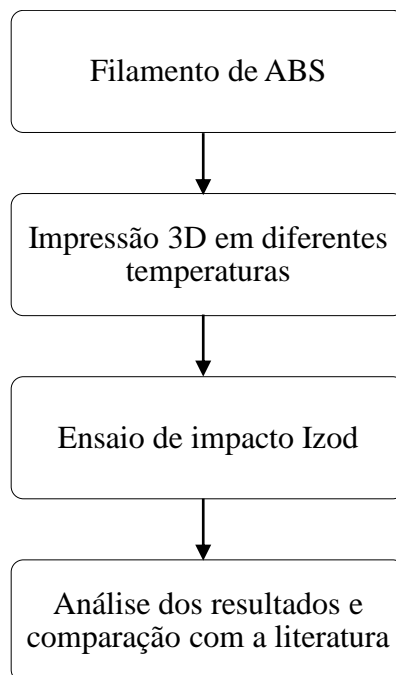 Filamento de ABS
Impressão 3D em diferentes
temperaturas
Ensaio de impacto Izod
Análise dos resultados e
comparação com a literatura